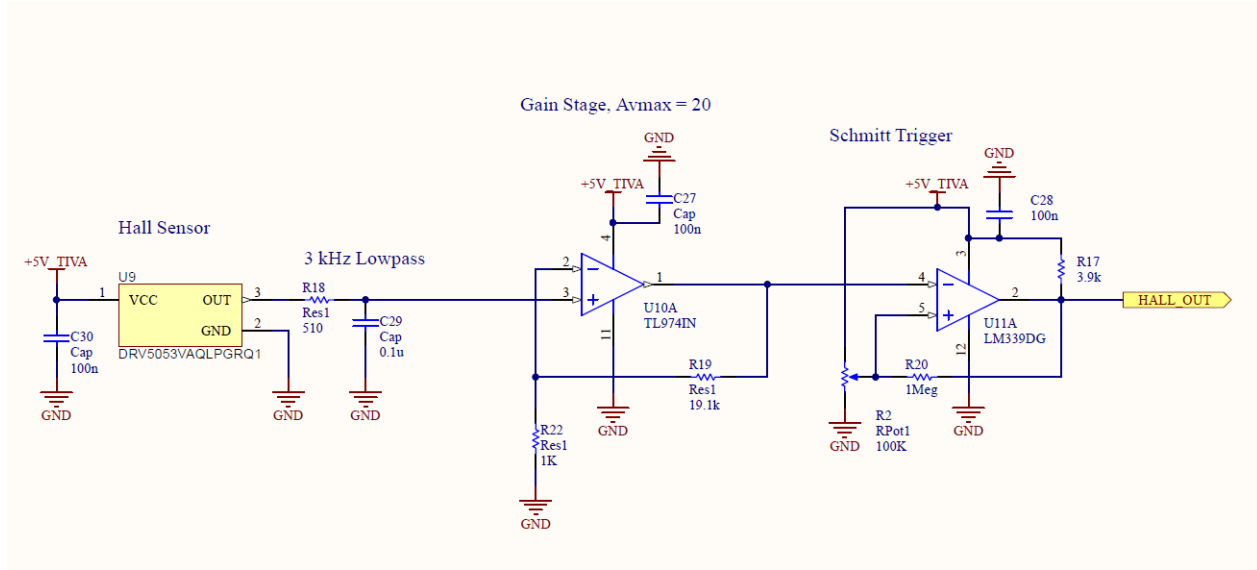 Gain Stage, Avmax = 20
Schmitt Trigger
Hall Sensor
3 kHz Lowpass
+5V_TIVA
1
U9
VCC
OUT
GND
3
2
DRV5053VAQLPGRQ1
C30
Cap
100n
GND
GND
R18
Res1
510
C29
Cap
0.1u
GND
GND
+5V_TIVA
C27
Cap
100n
4
2
3
1
11
U10A
TL974IN
GND
R19
Res1
19.1k
R22
Res1
1K
GND
GND
+5V_TIVA
C28
100n
3
4
5
2
12
U11A
LM339DG
R17
3.9k
HALL_OUT
R20
1Meg
R2
RPot1
100K
GND
GND